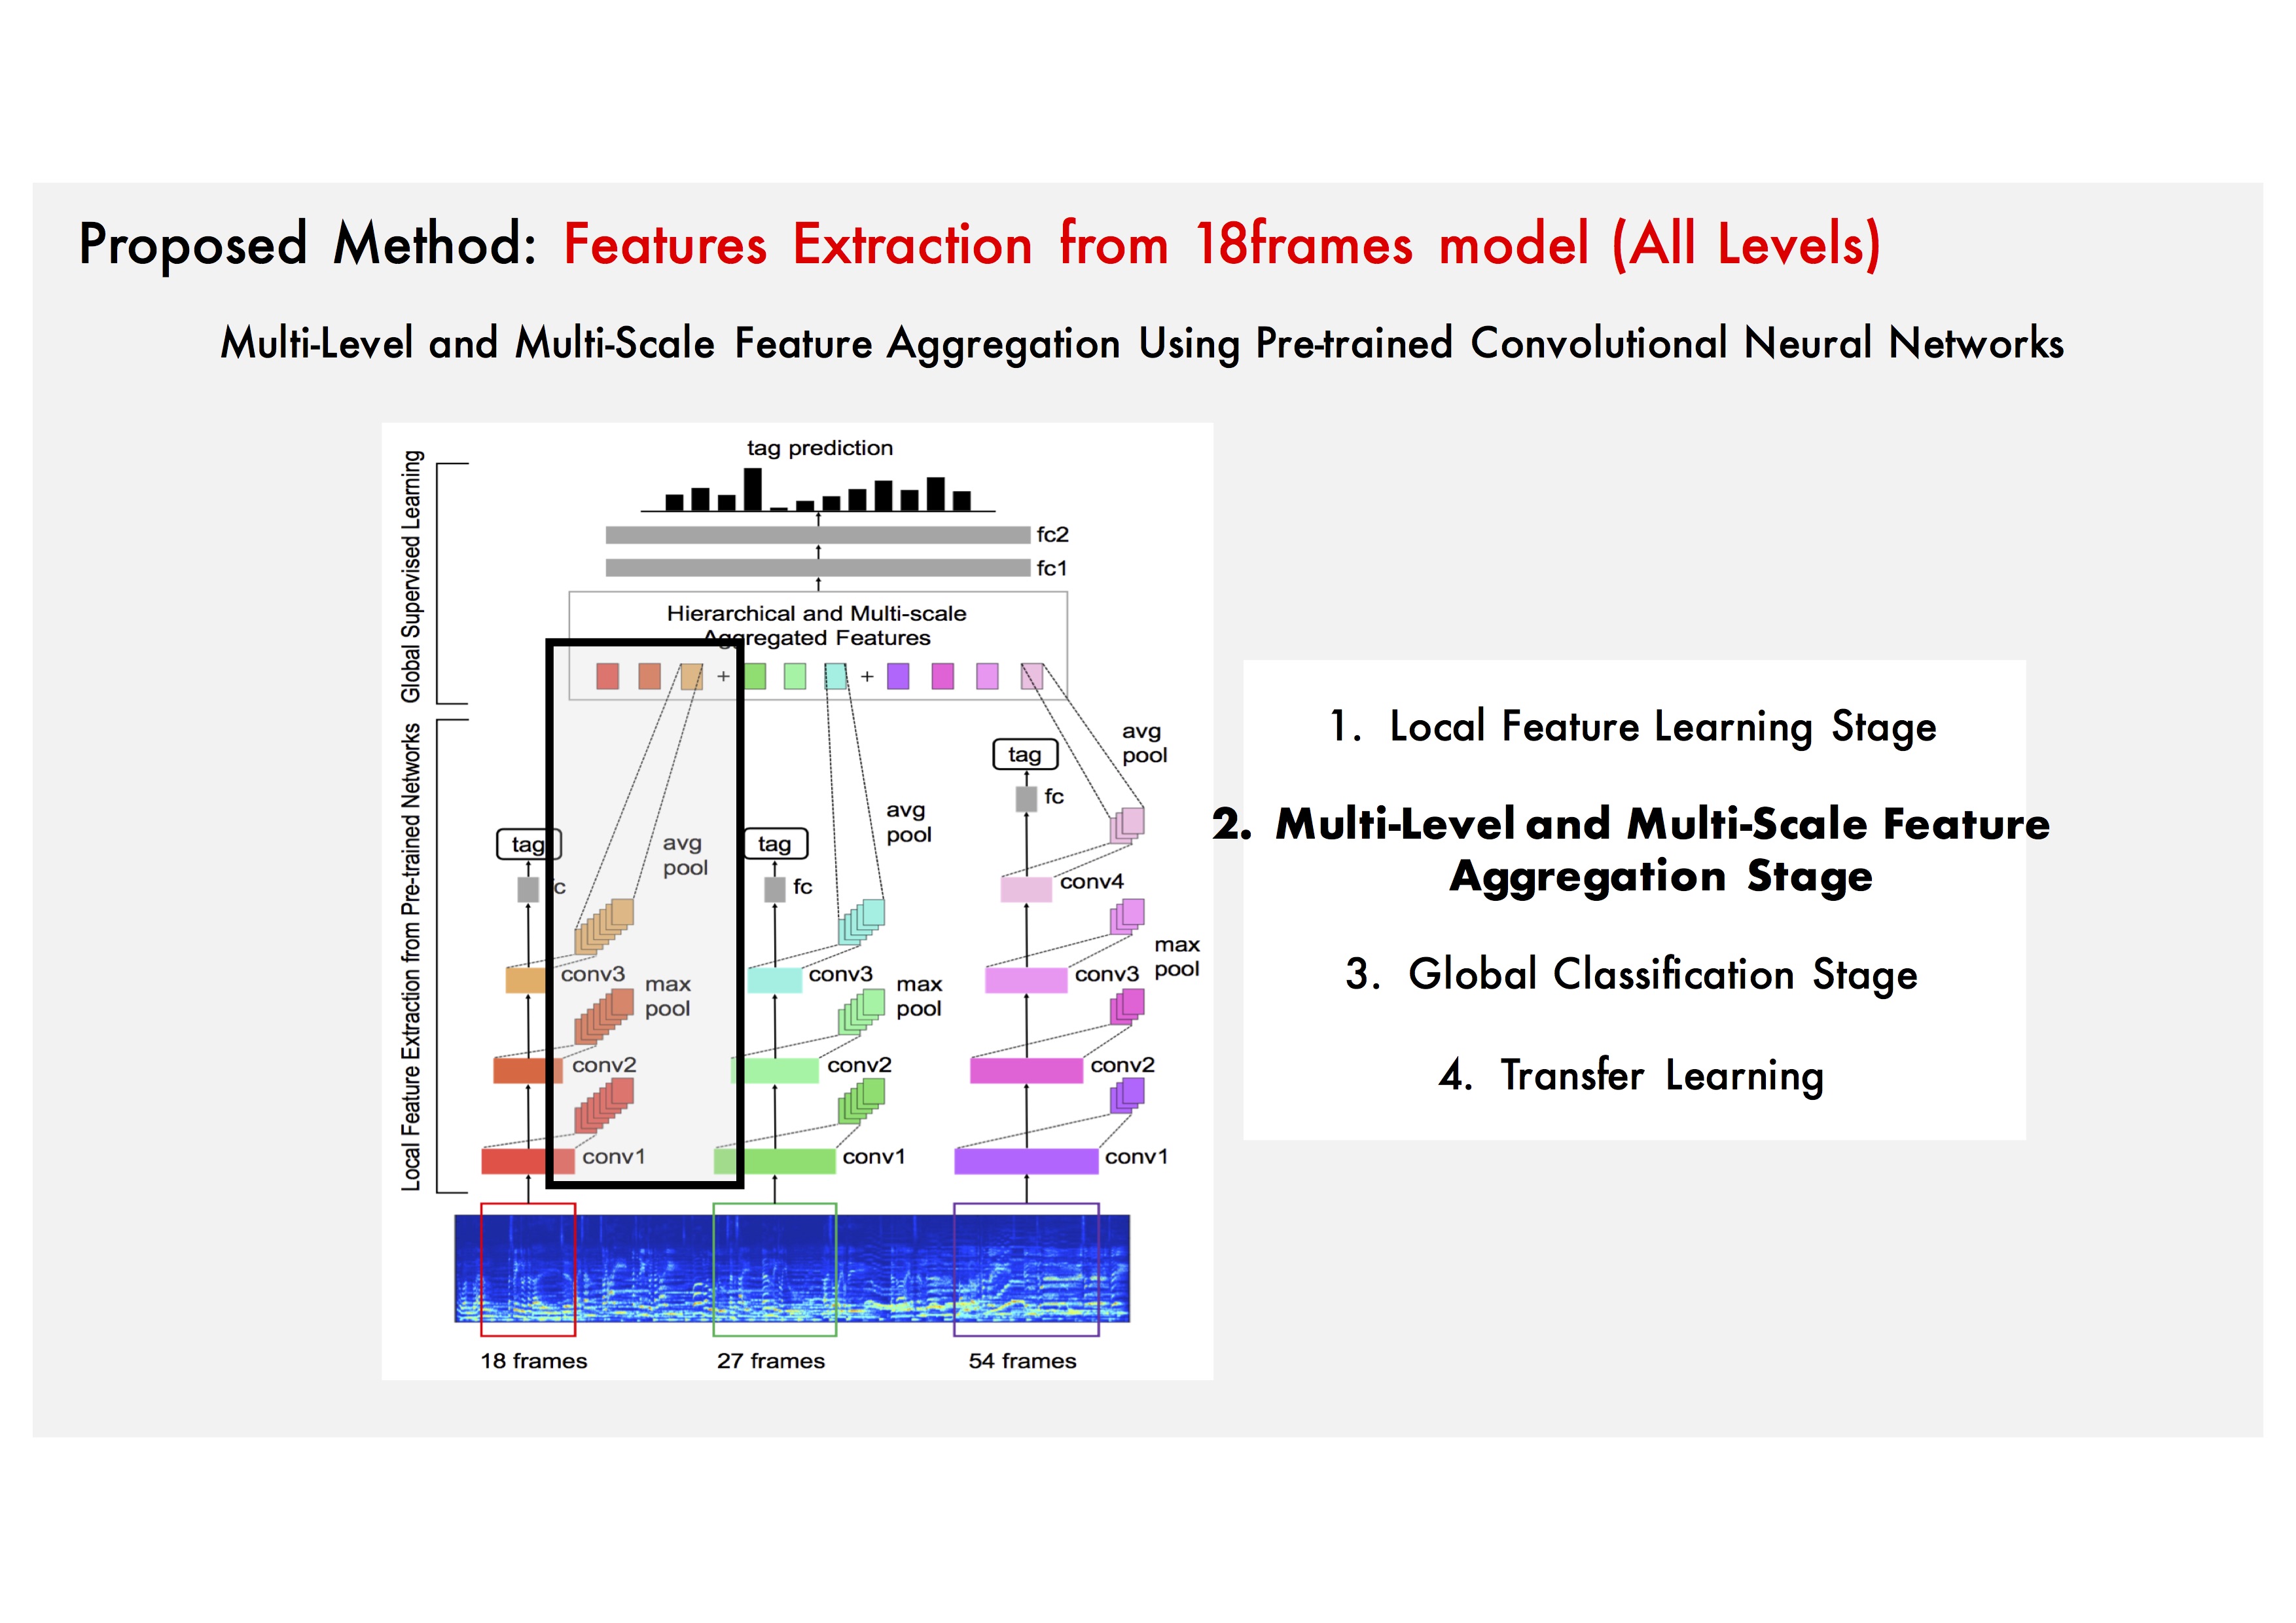 Proposed Method: Features Extraction from 18frames model (All Levels)
Multi-Level and Multi-Scale Feature Aggregation Using Pre-trained Convolutional Neural Networks
Global Supervised Learning
Local Feature Extraction from Pre-trained Networks
tag prediction
fc2
fc1
Hierarchical and Multi-scale
Aggregated Features
+ +
avg
pool
tag
fc
avg
pool
avg
pool
tag
tag
fc
fc
conv4
max
pool
conv3
conv3
conv3
max
pool
max
pool
conv2
conv2
conv2
conv1
conv1
conv1
18 frames
27 frames
54 frames
1. Local Feature Learning Stage
2. Multi-Level and Multi-Scale Feature
Aggregation Stage
3. Global Classification Stage
4. Transfer Learning